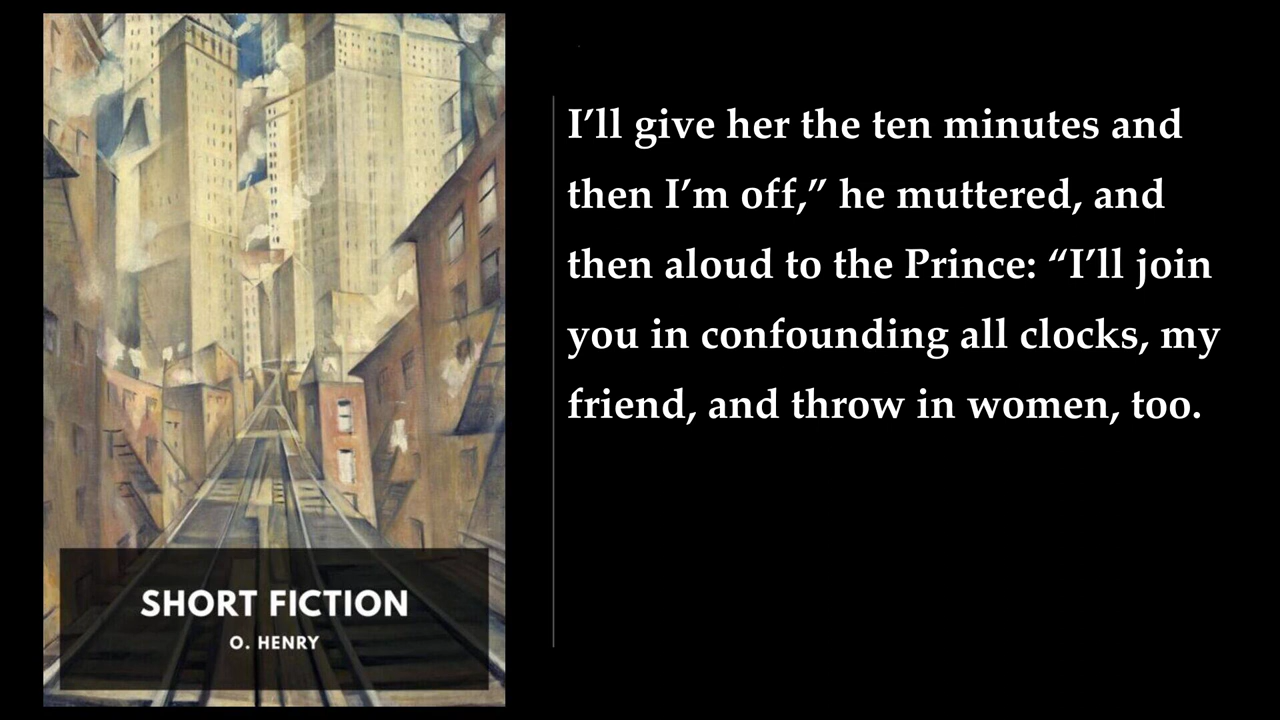 SHORT FICTION
O. HENRY
I’ll give her the ten minutes and
then I’m off,” he muttered, and
then aloud to the Prince: “I’ll join
you in confounding all clocks, my
friend, and throw in women, too.